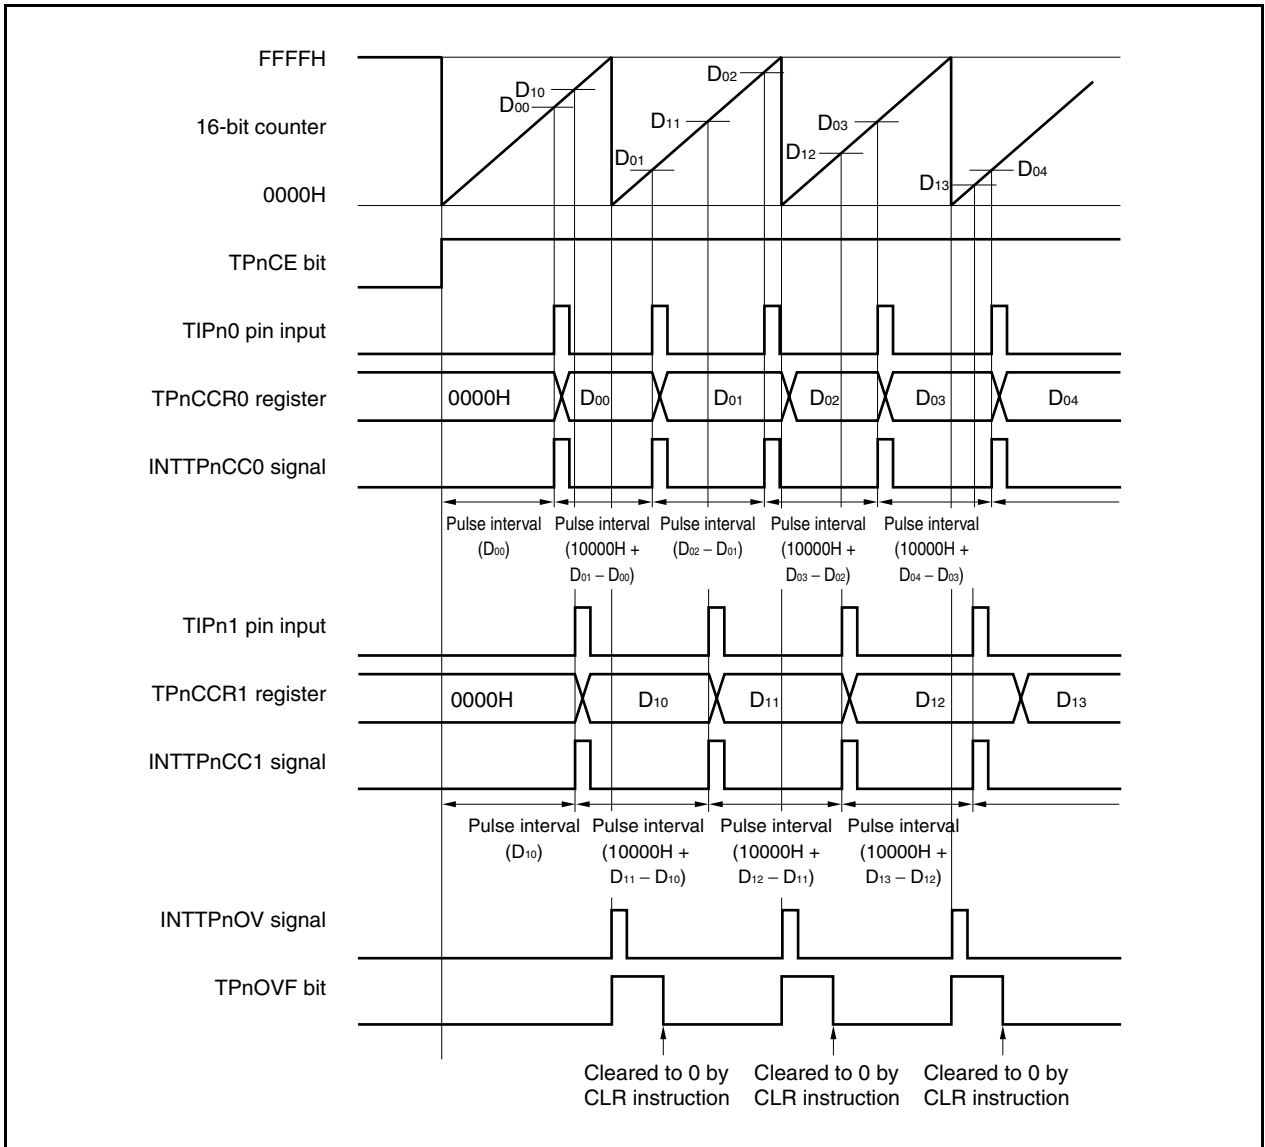 FFFFH
D02
D10
D00
16-bit counter
D11
D03
D12
D01
D04
D13
0000H
TPnCE bit
TIPn0 pin input
TPnCCR0 register
0000H D00 D01 D02 D03 D04
INTTPnCC0 signal
Pulse interval
(D00)
Pulse interval
(10000H +
D01 – D00)
Pulse interval
(D02 – D01)
Pulse interval
(10000H +
D03 – D02)
Pulse interval
(10000H +
D04 – D03)
TIPn1 pin input
TPnCCR1 register
0000H D10 D11 D12 D13
INTTPnCC1 signal
Pulse interval
(D10)
Pulse interval
(10000H +
D11 – D10)
Pulse interval
(10000H +
D12 – D11)
Pulse interval
(10000H +
D13 – D12)
INTTPnOV signal
TPnOVF bit
Cleared to 0 by
CLR instruction
Cleared to 0 by
CLR instruction
Cleared to 0 by
CLR instruction